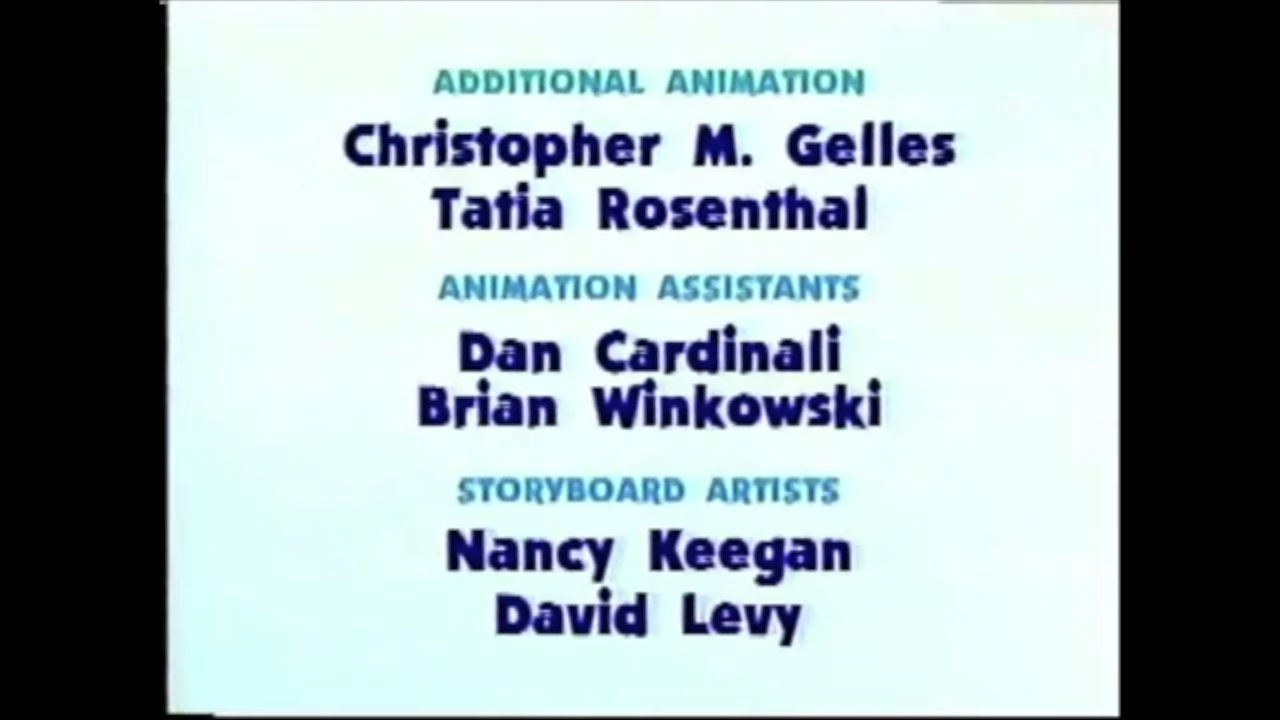 ADDITIONAL ANIMATION
Christopher M. Gelles
Tatia Rosenthal
ANIMATION ASSISTANTS
Dan Cardinali
Brian Winkowski
STORYBOARD ARTISTS
Nancy Keegan
David Levy